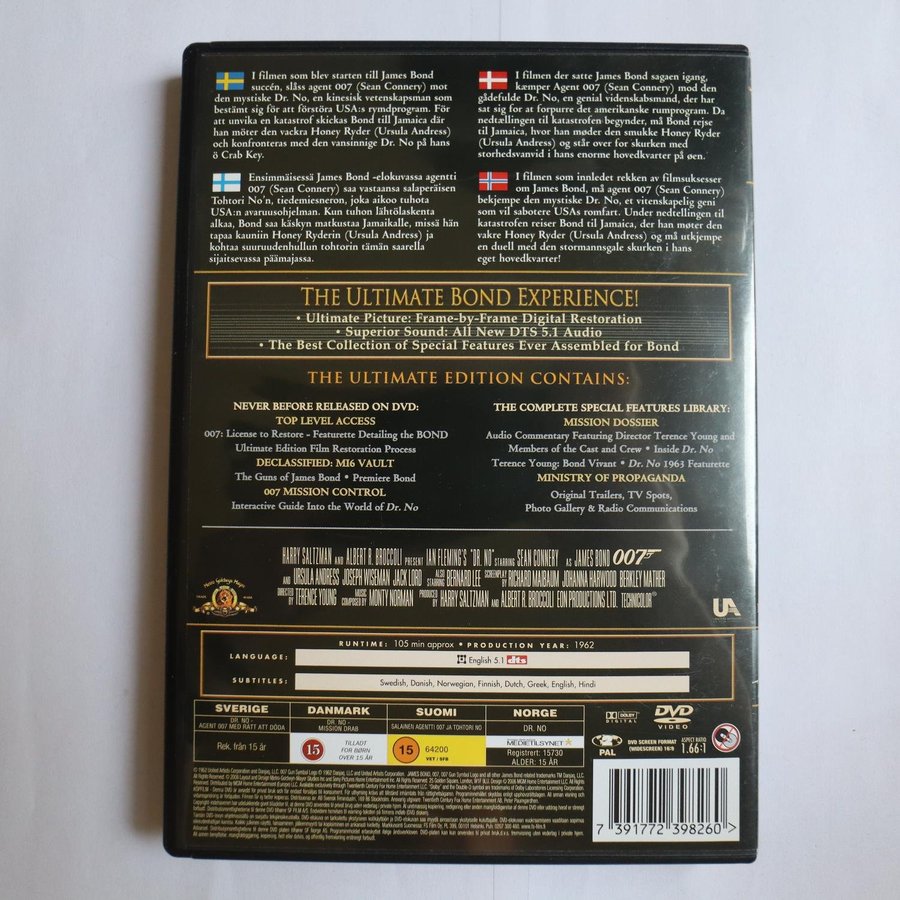 I filmen som blev starten till James Bond
succén, slåss agent 007 (Sean Connery) mot
den mystiske Dr. No, en kinesisk vetenskapsman som
bestämt sig för att förstöra USA:s rymdprogram. För
att unvika en katastrof skickas Bond till Jamaica där
han möter den vackra Honey Ryder (Ursula Andress)
och konfronteras med den vansinnige Dr. No på hans
ö Crab Key.
I filmen der satte James Bond sagaen igang,
kæmper Agent 007 (Sean Connery) mod den
gådefulde Dr. No, en genial videnskabsmand, der har
sat sig for at forpurre det amerikanske rumprogram. Da
nedtællingen til katastrofen begynder, må Bond rejse
til Jamaica, hvor han møder den smukke Honey Ryder
(Ursula Andress) og står over for skurken med
storhedsvanvid i hans enorme hovedkvarter på øen.
Ensimmäisessä James Bond -elokuvassa agentti
007 (Sean Connery) saa vastaansa salaperäisen
Tohtori No'n, tiedemiesneron, joka aikoo tuhota
USA:n avaruusohjelman. Kun tuhon lähtölaskenta
alkaa, Bond saa käskyn matkustaa Jamaikalle, missä hän
tapaa kauniin Honey Ryderin (Ursula Andress) ja
kohtaa suuruudenhullun tohtorin tämän saarella
sijaitsevassa päämajassa.
I filmen som innledet rekken av filmsuksesser
om James Bond, må agent 007 (Sean Connery)
bekjempe den mystiske Dr. No, et vitenskapelig geni
som vil sabotere USAs romfart. Under nedtellingen til
katastrofen reiser Bond til Jamaica, der han møter den
vakre Honey Ryder (Ursula Andress) og må utkjempe
en duell med den stormannsgale skurken i hans
eget hovedkvarter!
THE ULTIMATE BOND EXPERIENCE!
• Ultimate Picture: Frame-by-Frame Digital Restoration
• Superior Sound: All New DTS 5.1 Audio
• The Best Collection of Special Features Ever Assembled for Bond
THE ULTIMATE EDITION CONTAINS:
NEVER BEFORE RELEASED ON DVD:
TOP LEVEL ACCESS
007: License to Restore - Featurette Detailing the BOND
Ultimate Edition Film Restoration Process
DECLASSIFIED: MI6 VAULT
The Guns of James Bond • Premiere Bond
007 MISSION CONTROL
Interactive Guide Into the World of Dr. No
THE COMPLETE SPECIAL FEATURES LIBRARY:
MISSION DOSSIER
Audio Commentary Featuring Director Terence Young and
Members of the Cast and Crew • Inside Dr. No
Terence Young: Bond Vivant • Dr. No 1963 Featurette
MINISTRY OF PROPAGANDA
Original Trailers, TV Spots,
Photo Gallery & Radio Communications
HARRY SALTZMAN AND ALBERT R. BROCCOLI PRESENT IAN FLEMING'S "DR. NO" STARRING SEAN CONNERY AS JAMES BOND 007
AND URSULA ANDRESS JOSEPH WISEMAN JACK LORD ALSO STARRING BERNARD LEE SCREENPLAY BY RICHARD MAIBAUM JOHANNA HARWOOD BERKLEY MATHER
DIRECTED BY TERENCE YOUNG MUSIC COMPOSED BY MONTY NORMAN PRODUCED BY HARRY SALTZMAN AND ALBERT R. BROCCOLI EON PRODUCTIONS LTD. TECHNICOLOR®
Metro Goldwyn Mayer
TRADE MARK
UA
RUNTIME: 105 min approx • PRODUCTION YEAR: 1962
LANGUAGE: English 5.1 dts
SUBTITLES: Swedish, Danish, Norwegian, Finnish, Dutch, Greek, English, Hindi
SVERIGE
DR. NO -
AGENT 007 MED RÄTT ATT DÖDA
Rek. från 15 år
DANMARK
DR. NO -
MISSION DRAB
15
TILLADT
FOR BØRN
OVER 15 ÅR
SUOMI
SALAINEN AGENTTI 007 JA TOHTORI NO
15
64200
VET / SFB
NORGE
DR. NO
MEDIETILSYNET
Registrert: 15730
ALDER: 15 ÅR
DOLBY
DIGITAL
DVD
VIDEO
PAL
2
DVD SCREEN FORMAT
(WIDESCREEN) 16/9
ASPECT RATIO
1.66:1
7 391772 398260 >